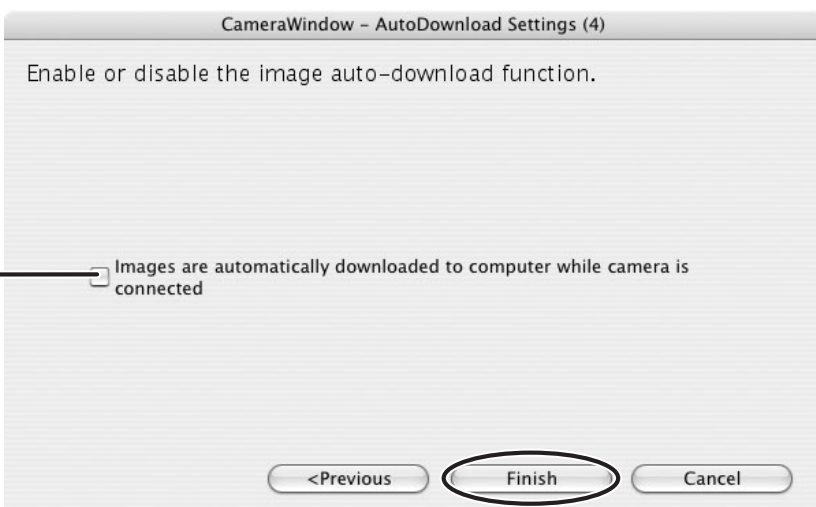 CameraWindow – AutoDownload Settings (4)
Enable or disable the image auto-download function.
Images are automatically downloaded to computer while camera is
connected
<Previous
Finish
Cancel